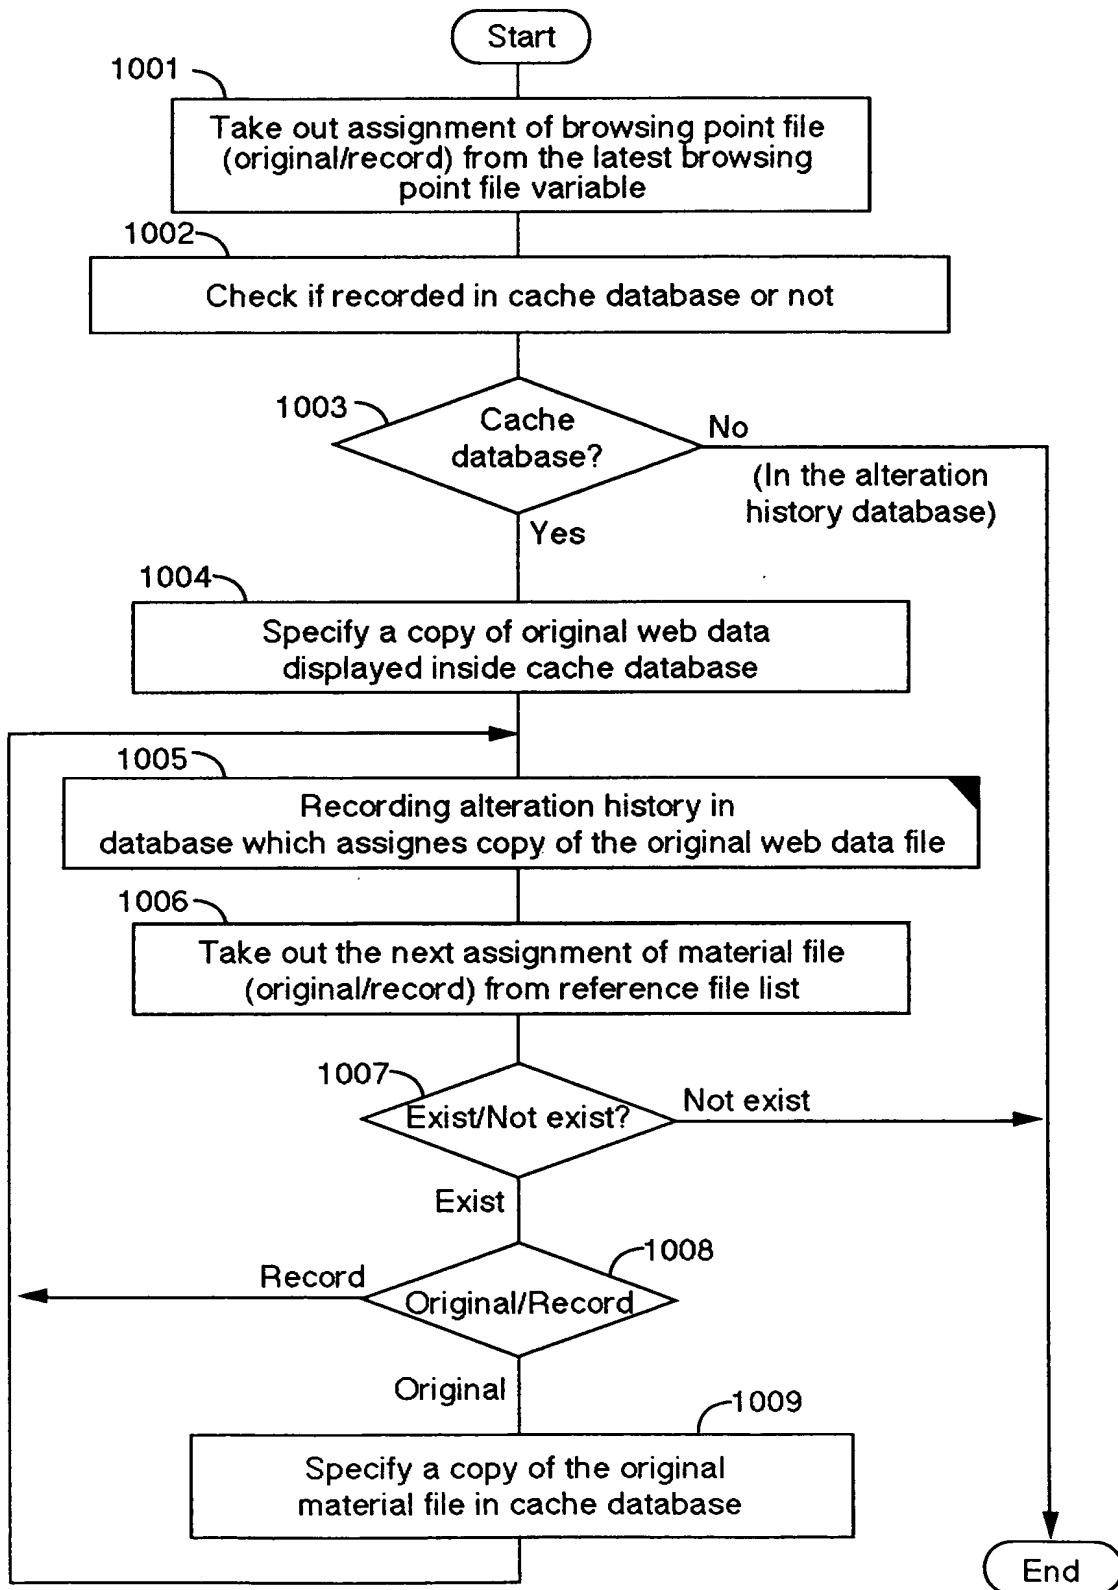 Start
1001
Take out assignment of browsing point file
(original/record) from the latest browsing
point file variable
1002
Check if recorded in cache database or not
1003
Cache
database?
No
(In the alteration
history database)
Yes
1004
Specify a copy of original web data
displayed inside cache database
1005
Recording alteration history in
database which assignes copy of the original web data file
1006
Take out the next assignment of material file
(original/record) from reference file list
1007
Exist/Not exist?
Not exist
Exist
1008
Record
Original/Record
Original
1009
Specify a copy of the original
material file in cache database
End